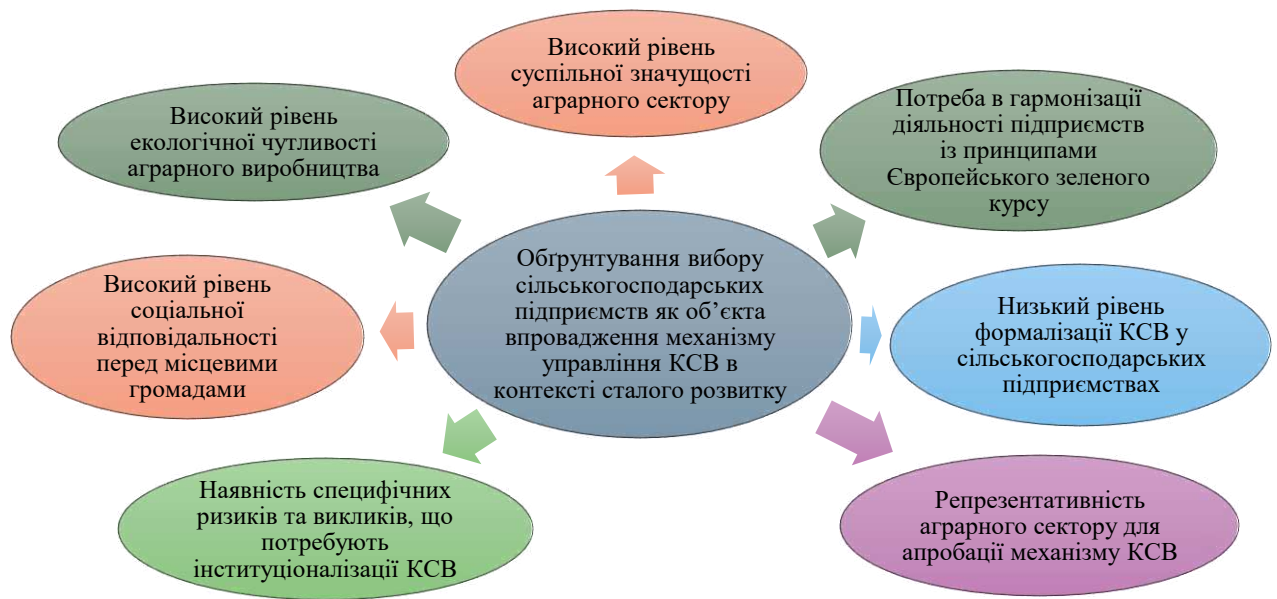 Високий рівень
суспільної значущості
аграрного сектору
Високий рівень
екологічної чутливості
аграрного виробництва
Потреба в гармонізації
діяльності підприємств
із принципами
Європейського зеленого
курсу
Обґрунтування вибору
сільськогосподарських
підприємств як об’єкта
впровадження механізму
управління КСВ в
контексті сталого розвитку
Високий рівень
соціальної
відповідальності
перед місцевими
громадами
Низький рівень
формалізації КСВ у
сільськогосподарських
підприємствах
Наявність специфічних
ризиків та викликів, що
потребують
інституціоналізації КСВ
Репрезентативність
аграрного сектору для
апробації механізму КСВ